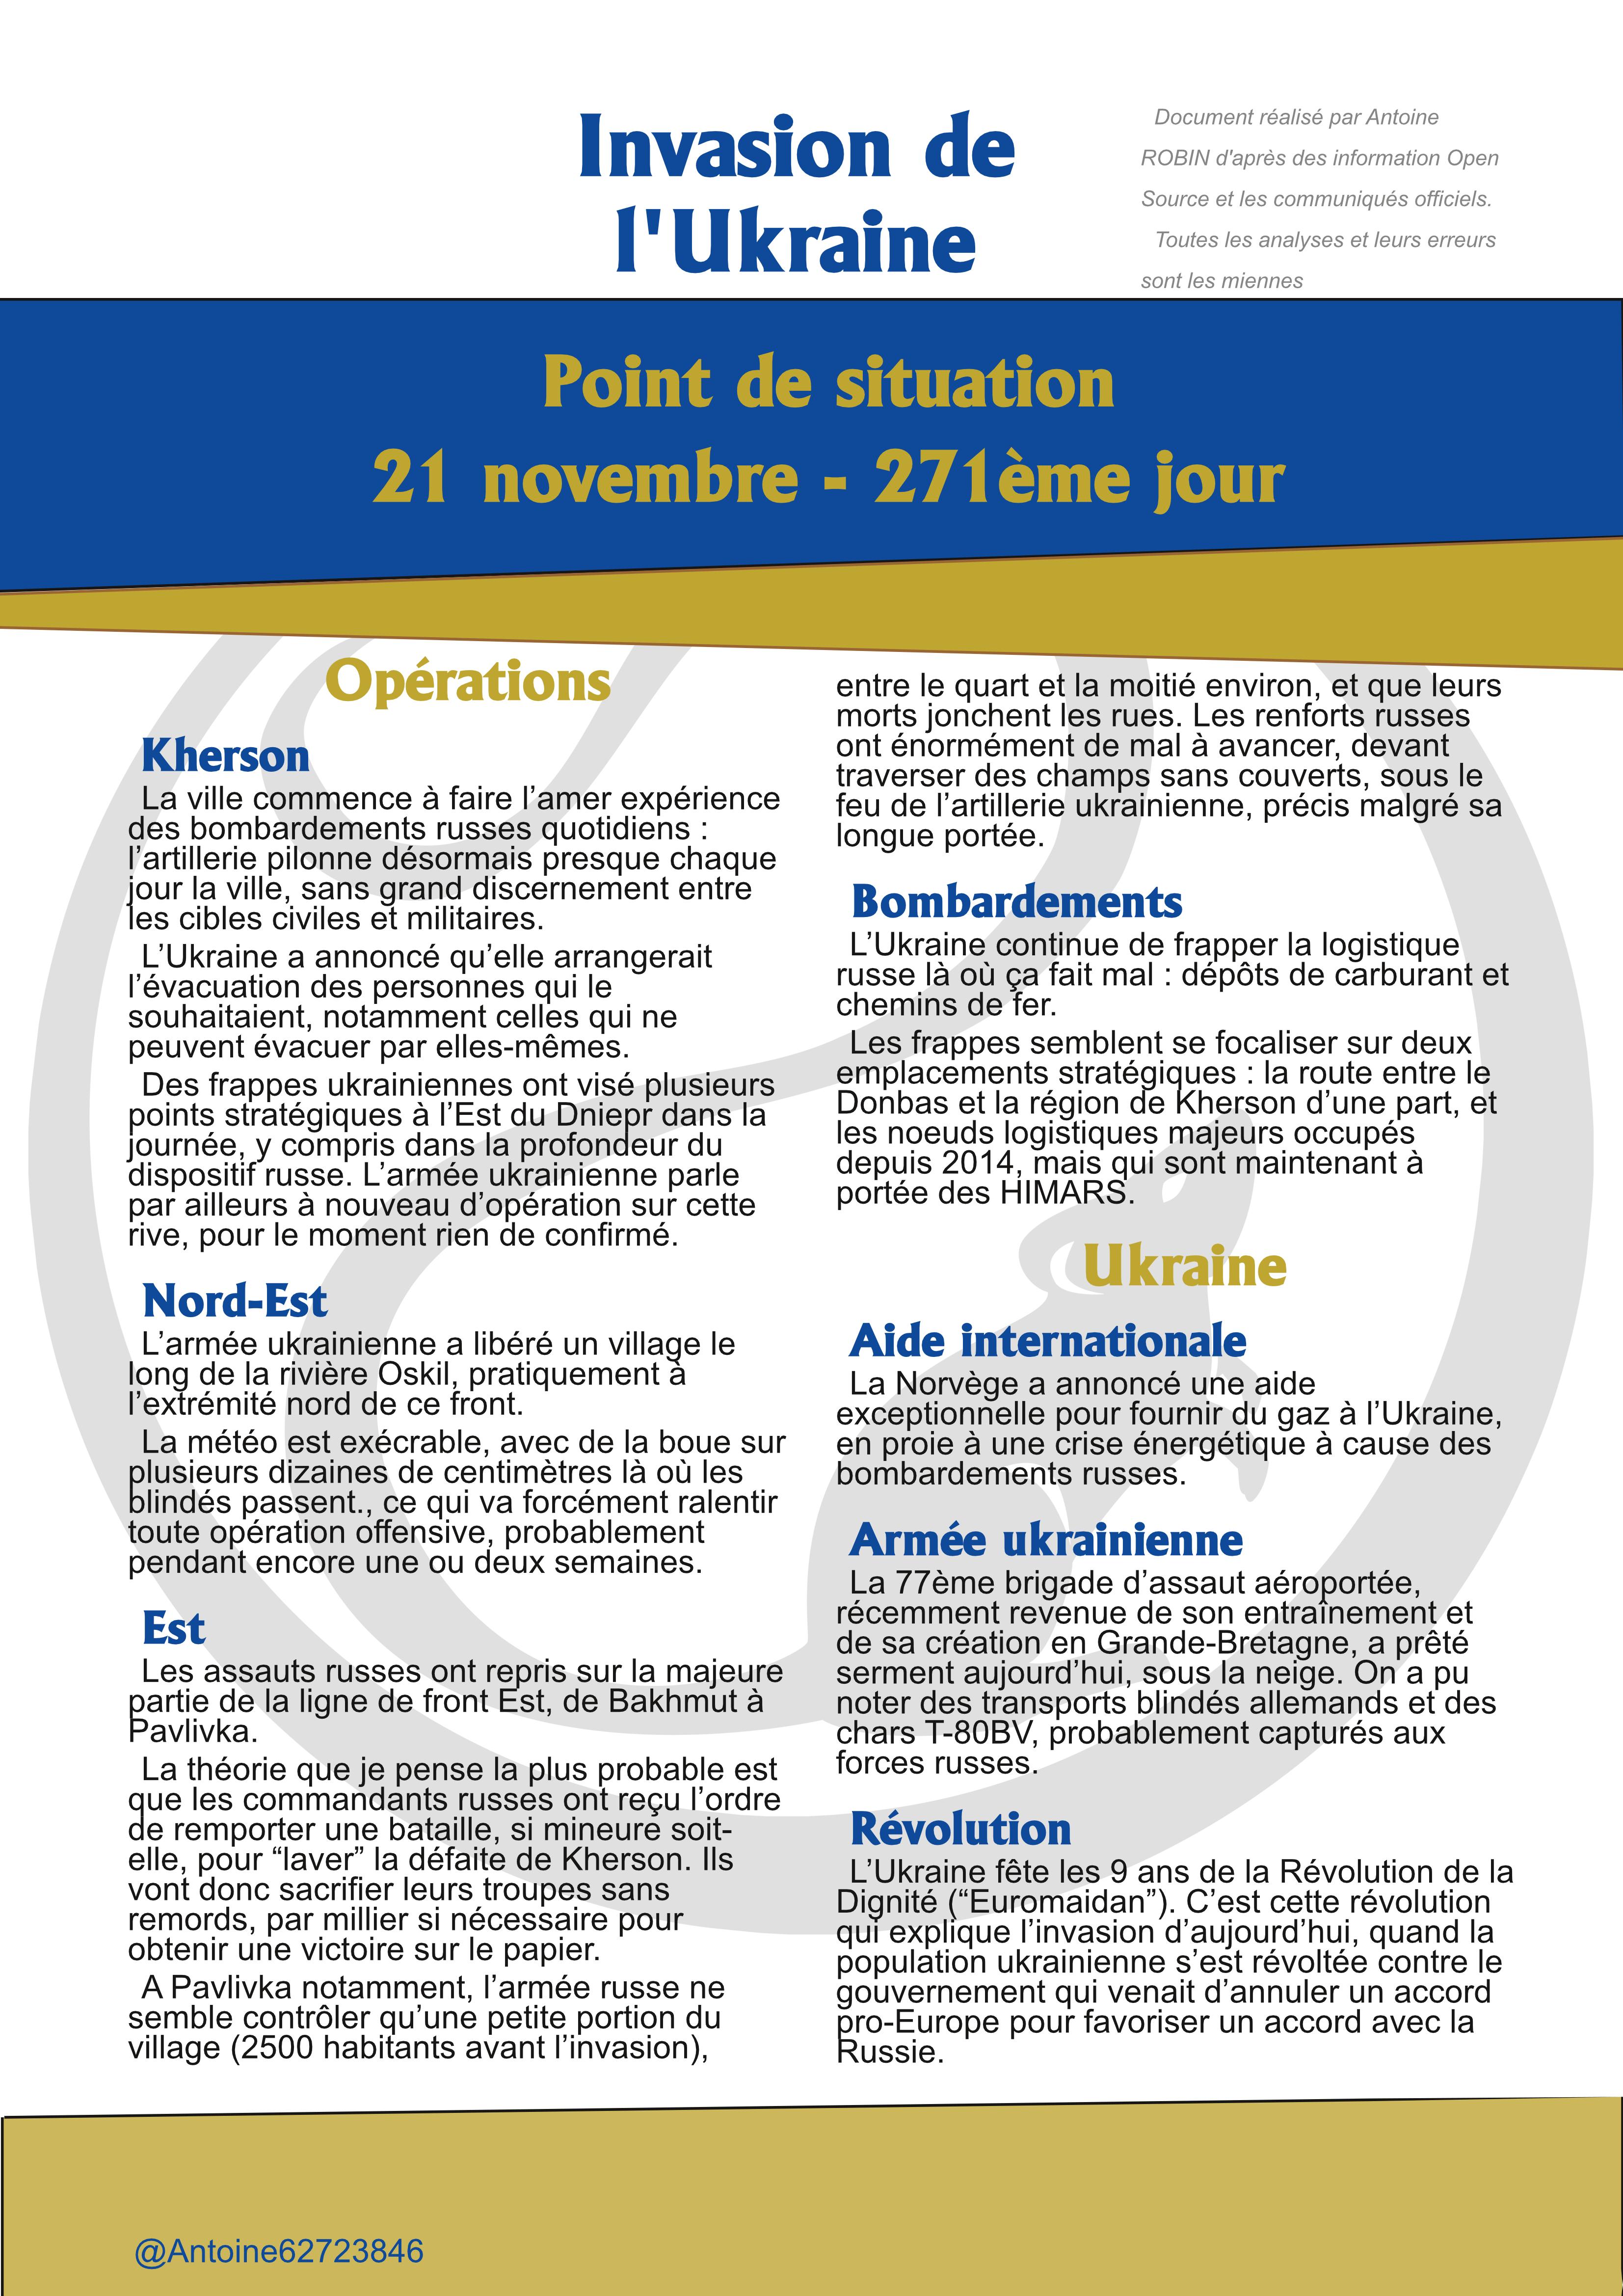 Invasion de
l'Ukraine
Document réalisé par Antoine
ROBIN d'après des information Open
Source et les communiqués officiels.
Toutes les analyses et leurs erreurs
sont les miennes
Point de situation
21 novembre - 271ème jour
Opérations
Kherson
La ville commence à faire l’amer expérience
des bombardements russes quotidiens :
l’artillerie pilonne désormais presque chaque
jour la ville, sans grand discernement entre
les cibles civiles et militaires.
L’Ukraine a annoncé qu’elle arrangerait
l’évacuation des personnes qui le
souhaitaient, notamment celles qui ne
peuvent évacuer par elles-mêmes.
Des frappes ukrainiennes ont visé plusieurs
points stratégiques à l’Est du Dniepr dans la
journée, y compris dans la profondeur du
dispositif russe. L’armée ukrainienne parle
par ailleurs à nouveau d’opération sur cette
rive, pour le moment rien de confirmé.
Nord-Est
L’armée ukrainienne a libéré un village le
long de la rivière Oskil, pratiquement à
l’extrémité nord de ce front.
La météo est exécrable, avec de la boue sur
plusieurs dizaines de centimètres là où les
blindés passent., ce qui va forcément ralentir
toute opération offensive, probablement
pendant encore une ou deux semaines.
Est
Les assauts russes ont repris sur la majeure
partie de la ligne de front Est, de Bakhmut à
Pavlivka.
La théorie que je pense la plus probable est
que les commandants russes ont reçu l’ordre
de remporter une bataille, si mineure soit-
elle, pour “laver” la défaite de Kherson. Ils
vont donc sacrifier leurs troupes sans
remords, par millier si nécessaire pour
obtenir une victoire sur le papier.
A Pavlivka notamment, l’armée russe ne
semble contrôler qu’une petite portion du
village (2500 habitants avant l’invasion),
entre le quart et la moitié environ, et que leurs
morts jonchent les rues. Les renforts russes
ont énormément de mal à avancer, devant
traverser des champs sans couverts, sous le
feu de l’artillerie ukrainienne, précis malgré sa
longue portée.
Bombardements
L’Ukraine continue de frapper la logistique
russe là où ça fait mal : dépôts de carburant et
chemins de fer.
Les frappes semblent se focaliser sur deux
emplacements stratégiques : la route entre le
Donbas et la région de Kherson d’une part, et
les noeuds logistiques majeurs occupés
depuis 2014, mais qui sont maintenant à
portée des HIMARS.
Ukraine
Aide internationale
La Norvège a annoncé une aide
exceptionnelle pour fournir du gaz à l’Ukraine,
en proie à une crise énergétique à cause des
bombardements russes.
Armée ukrainienne
La 77ème brigade d’assaut aéroportée,
récemment revenue de son entraînement et
de sa création en Grande-Bretagne, a prêté
serment aujourd’hui, sous la neige. On a pu
noter des transports blindés allemands et des
chars T-80BV, probablement capturés aux
forces russes.
Révolution
L’Ukraine fête les 9 ans de la Révolution de la
Dignité (“Euromaidan”). C’est cette révolution
qui explique l’invasion d’aujourd’hui, quand la
population ukrainienne s’est révoltée contre le
gouvernement qui venait d’annuler un accord
pro-Europe pour favoriser un accord avec la
Russie.
@Antoine62723846